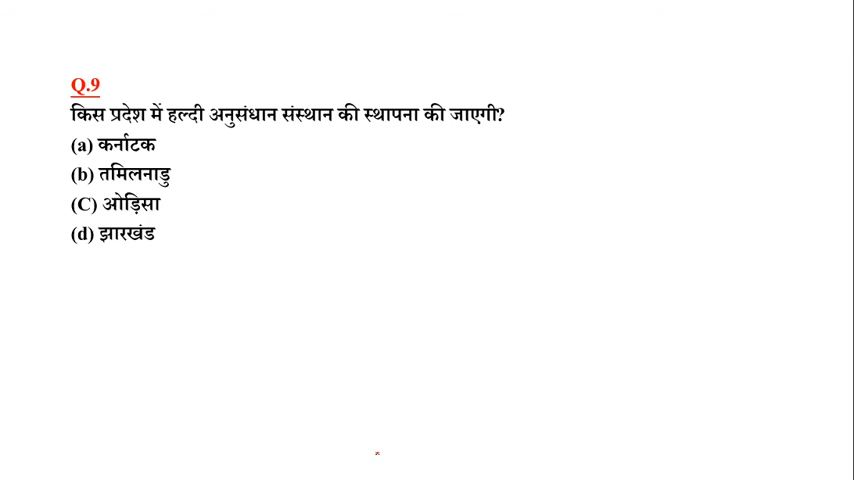 Q.9
किस प्रदेश में हल्दी अनुसंधान संस्थान की स्थापना की जाएगी?
(a) कर्नाटक
(b) तमिलनाडु
(C) ओड़िसा
(d) झारखंड